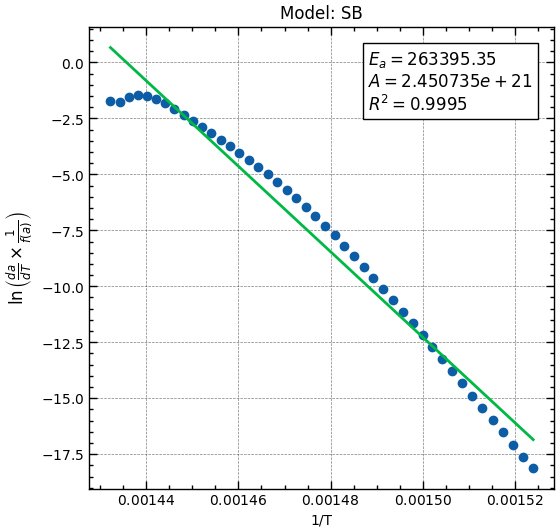 Model: SB
E_a = 263395.35
A = 2.450735e + 21
R^2 = 0.9995
0.0
−2.5
−5.0
−7.5
−10.0
−12.5
−15.0
−17.5
ln (da/dT × 1/f(a))
0.00144 0.00146 0.00148 0.00150 0.00152
1/T